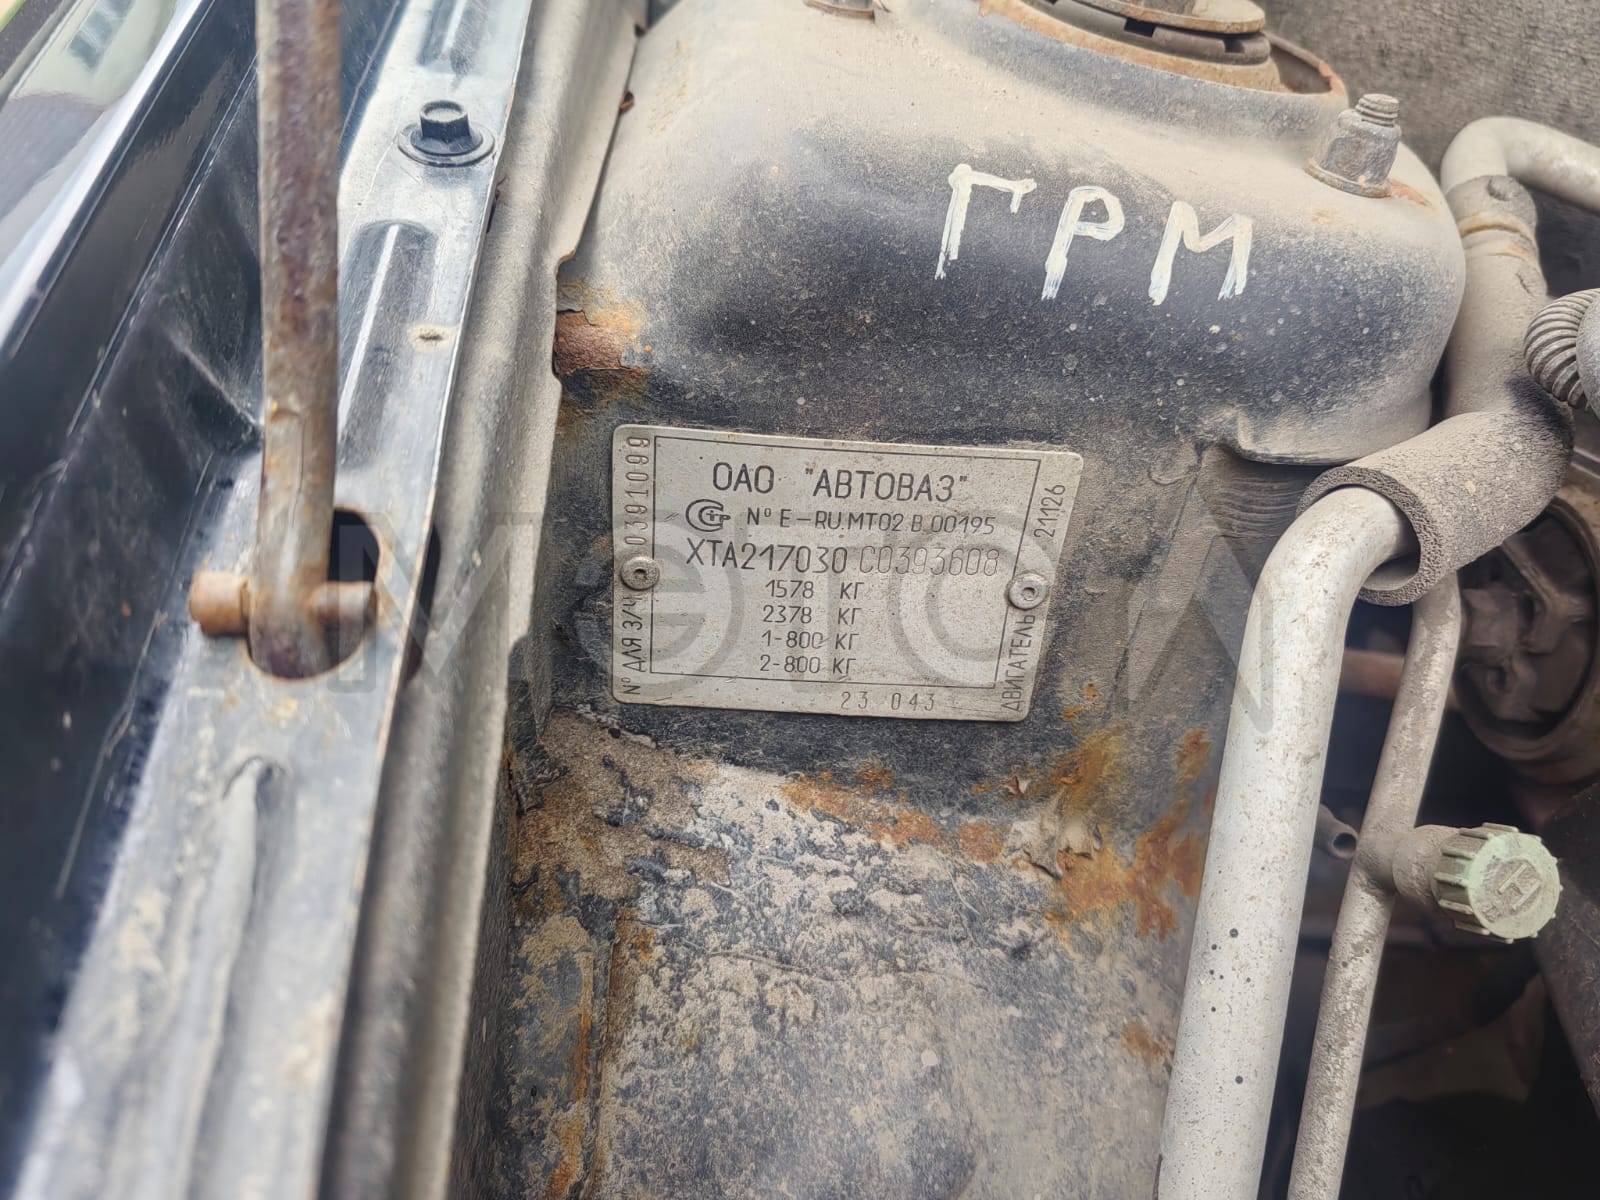 ГРМ
ОАО "АВТОВАЗ"
№ E-RU.MT02.B.00195
XTA217030 C0393608
1578 КГ
2378 КГ
1-800 КГ
2-800 КГ
23 043
№ ДЛЯ З/Ч 0391099
ДВИГАТЕЛЬ 21126
H